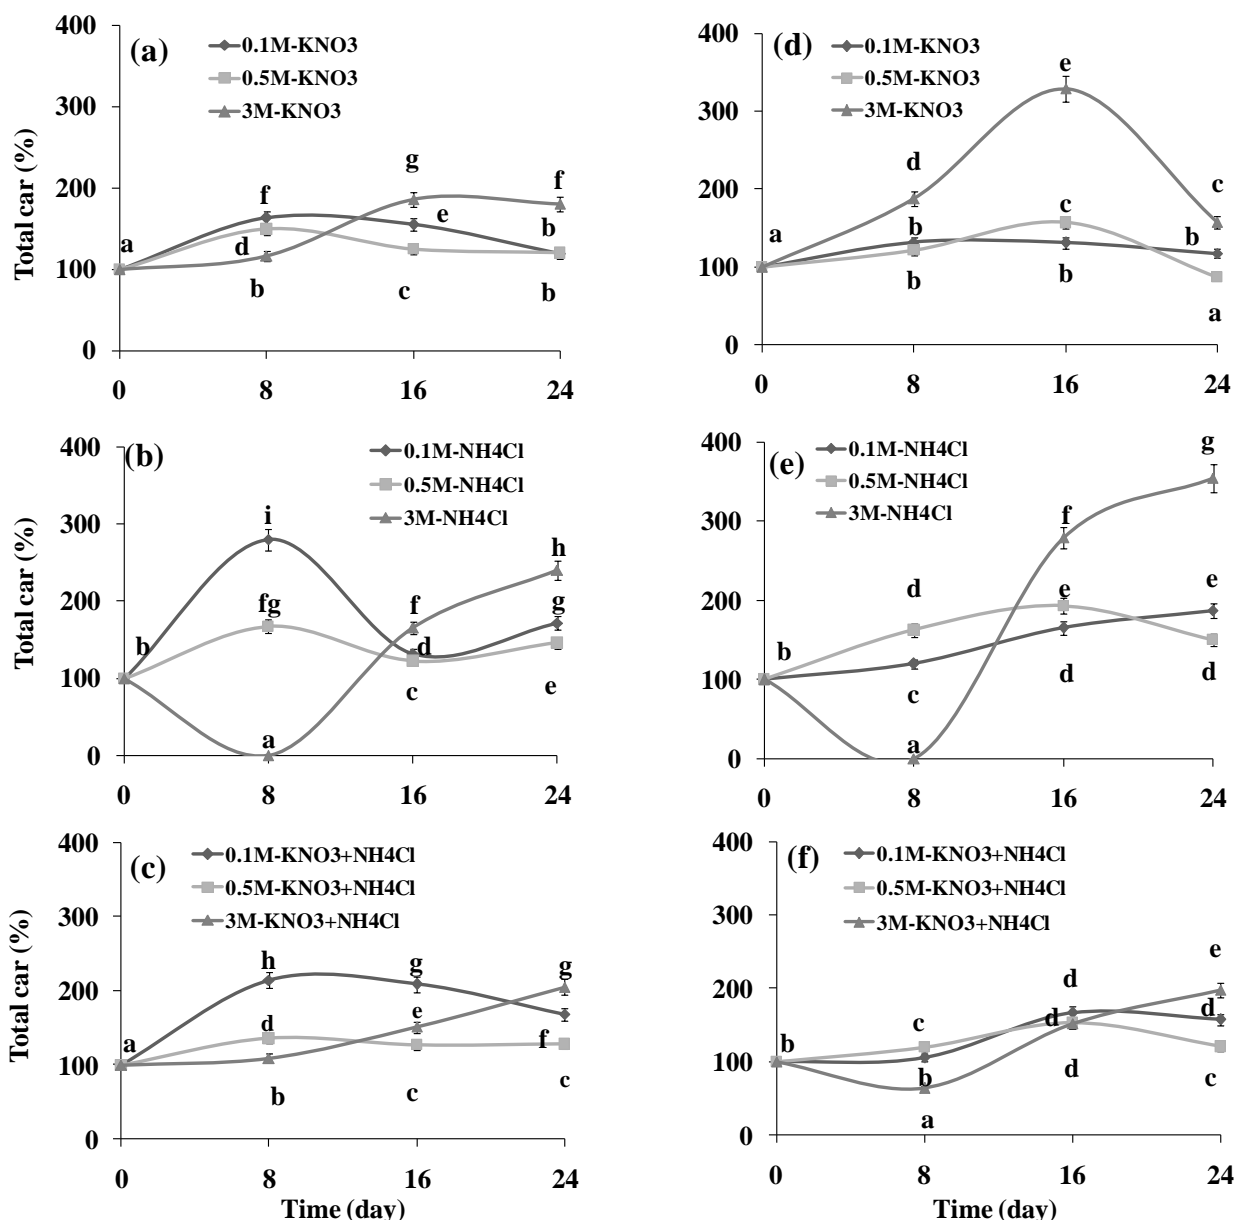 400
(a)
0.1M-KNO3
0.5M-KNO3
3M-KNO3
300
200
100
0
Total car (%)
a
f
d
b
g
e
c
f
b
b
0
8
16
24
400
(d)
0.1M-KNO3
0.5M-KNO3
3M-KNO3
300
200
100
0
a
d
b
b
e
c
b
c
b
a
0
8
16
24
400
(b)
0.1M-NH4Cl
0.5M-NH4Cl
3M-NH4Cl
300
200
100
0
Total car (%)
b
i
fg
a
f
d
c
h
g
e
0
8
16
24
400
(e)
0.1M-NH4Cl
0.5M-NH4Cl
3M-NH4Cl
300
200
100
0
b
d
c
a
f
e
d
g
e
d
0
8
16
24
400
(c)
0.1M-KNO3+NH4Cl
0.5M-KNO3+NH4Cl
3M-KNO3+NH4Cl
300
200
100
0
Total car (%)
a
h
d
b
g
e
c
g
f
c
0
8
16
24
Time (day)
400
(f)
0.1M-KNO3+NH4Cl
0.5M-KNO3+NH4Cl
3M-KNO3+NH4Cl
300
200
100
0
b
c
b
a
d
d
d
e
d
c
0
8
16
24
Time (day)